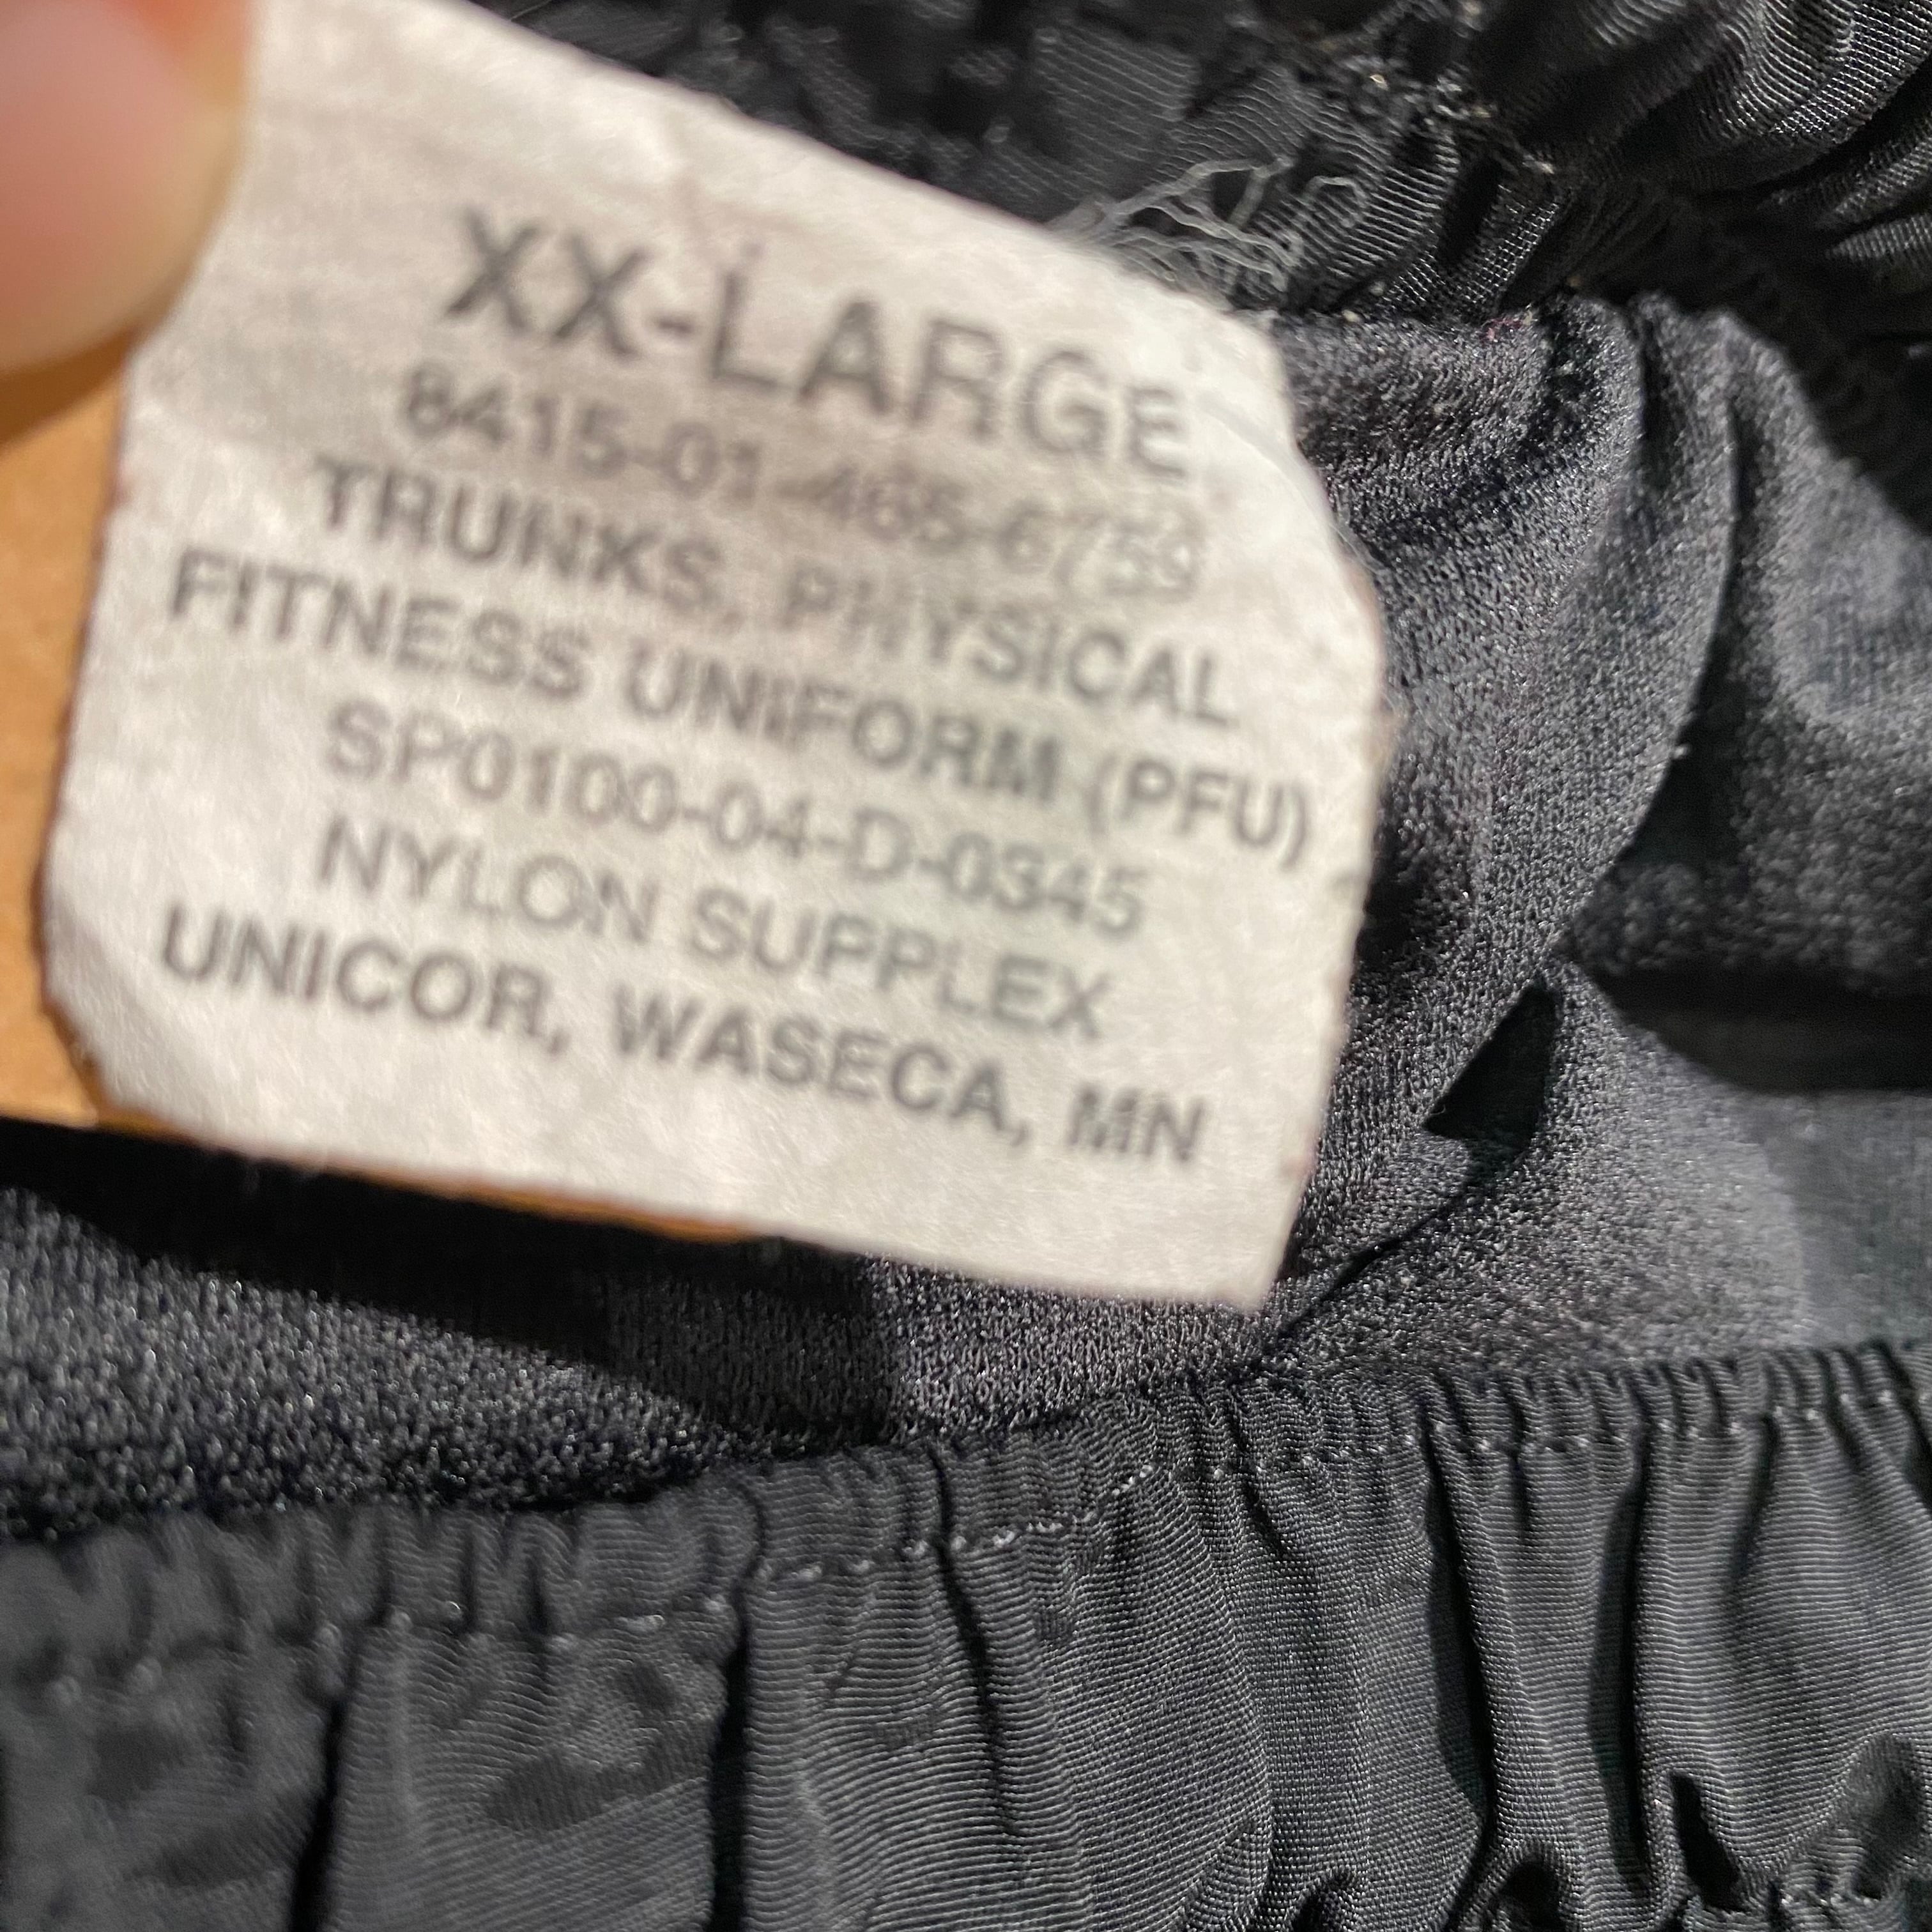 XX-LARGE
8415-01-465-6759
TRUNKS, PHYSICAL
FITNESS UNIFORM (PFU)
SP0100-04-D-0345
NYLON SUPPLEX
UNICOR, WASECA, MN